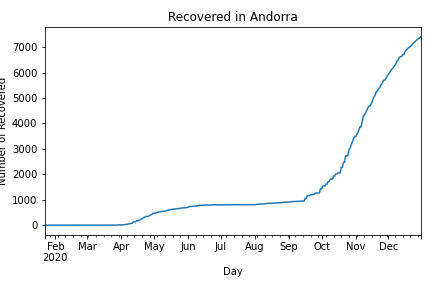 Recovered in Andorra
Number of Recovered
7000
6000
5000
4000
3000
2000
1000
0
Feb Mar Apr May Jun Jul Aug Sep Oct Nov Dec
2020
Day